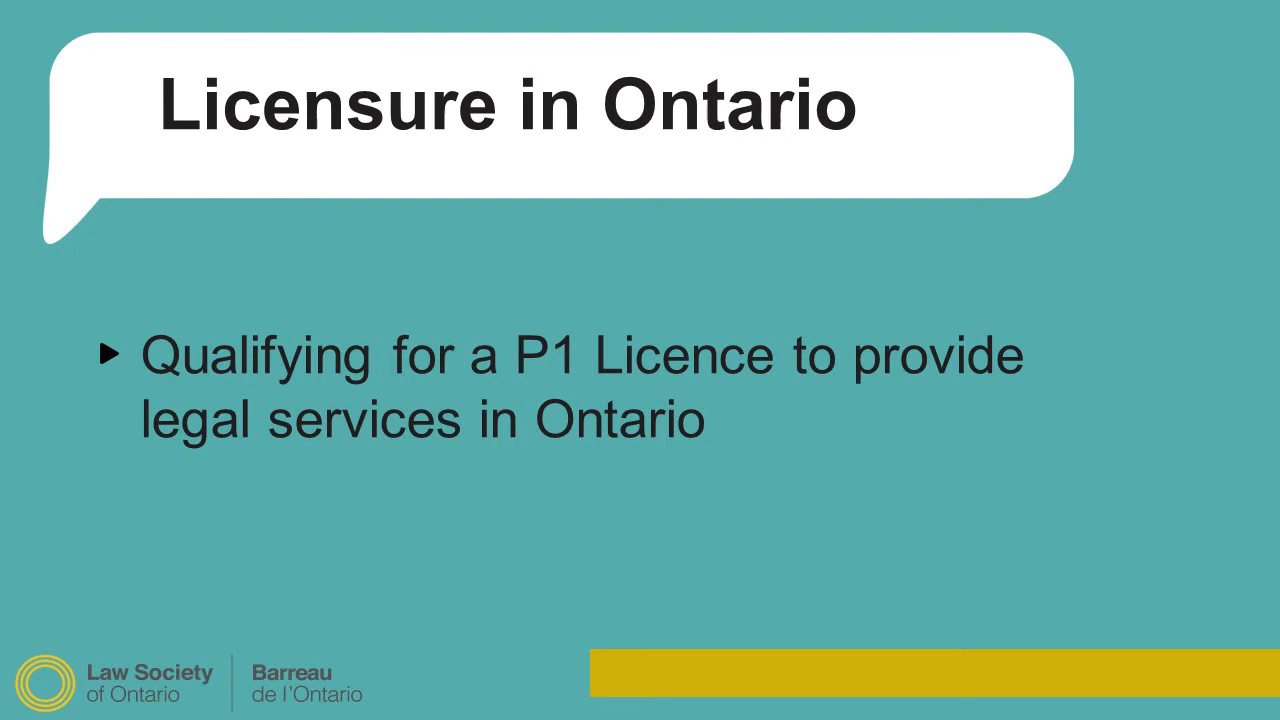 Licensure in Ontario
Qualifying for a P1 Licence to provide
legal services in Ontario
Law Society
of Ontario
Barreau
de l'Ontario